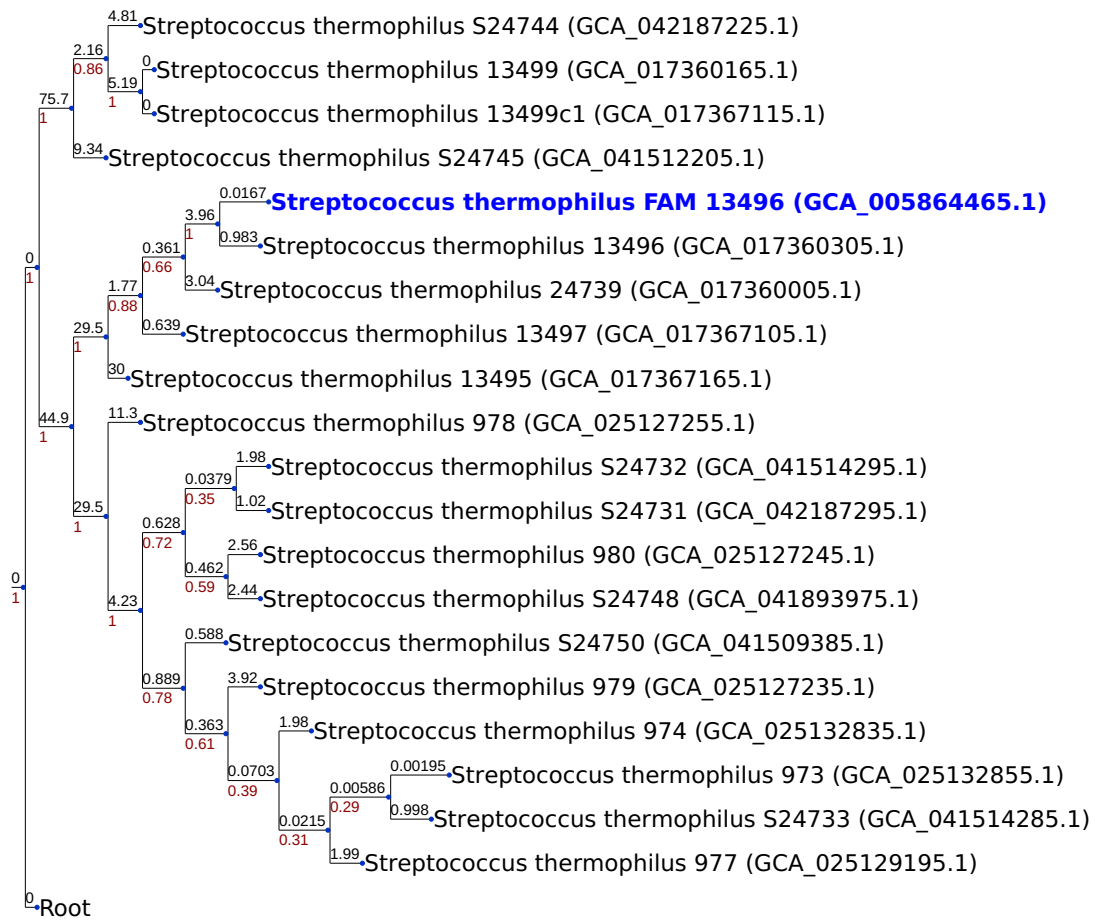 4.81
Streptococcus thermophilus S24744 (GCA_042187225.1)
2.16
0.86
0
Streptococcus thermophilus 13499 (GCA_017360165.1)
5.19
1
0
Streptococcus thermophilus 13499c1 (GCA_017367115.1)
75.7
1
9.34
Streptococcus thermophilus S24745 (GCA_041512205.1)
0.0167
Streptococcus thermophilus FAM 13496 (GCA_005864465.1)
3.96
1
0.983
Streptococcus thermophilus 13496 (GCA_017360305.1)
0.361
0.66
0
1
3.04
Streptococcus thermophilus 24739 (GCA_017360005.1)
1.77
0.88
0.639
Streptococcus thermophilus 13497 (GCA_017367105.1)
29.5
1
30
Streptococcus thermophilus 13495 (GCA_017367165.1)
44.9
1
11.3
Streptococcus thermophilus 978 (GCA_025127255.1)
1.98
Streptococcus thermophilus S24732 (GCA_041514295.1)
0.0379
0.35
1.02
Streptococcus thermophilus S24731 (GCA_042187295.1)
29.5
1
0.628
0.72
2.56
Streptococcus thermophilus 980 (GCA_025127245.1)
0.462
0.59
2.44
Streptococcus thermophilus S24748 (GCA_041893975.1)
0
1
4.23
1
0.588
Streptococcus thermophilus S24750 (GCA_041509385.1)
0.889
0.78
3.92
Streptococcus thermophilus 979 (GCA_025127235.1)
0.363
0.61
1.98
Streptococcus thermophilus 974 (GCA_025132835.1)
0.0703
0.39
0.00195
Streptococcus thermophilus 973 (GCA_025132855.1)
0.00586
0.29
0.998
Streptococcus thermophilus S24733 (GCA_041514285.1)
0.0215
0.31
1.99
Streptococcus thermophilus 977 (GCA_025129195.1)
0
Root